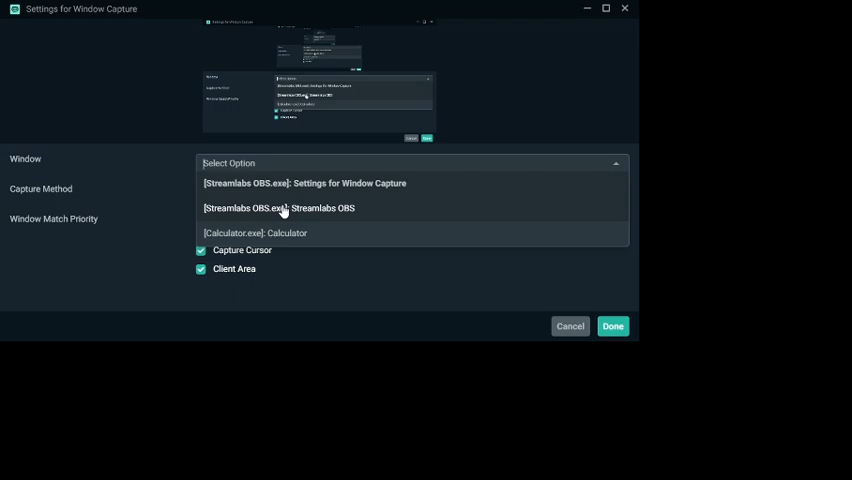 Settings for Window Capture
Window
Select Option
[Streamlabs OBS.exe]: Settings for Window Capture
Capture Method
[Streamlabs OBS.exe]: Streamlabs OBS
Window Match Priority
[Calculator.exe]: Calculator
Capture Cursor
Client Area
Cancel
Done